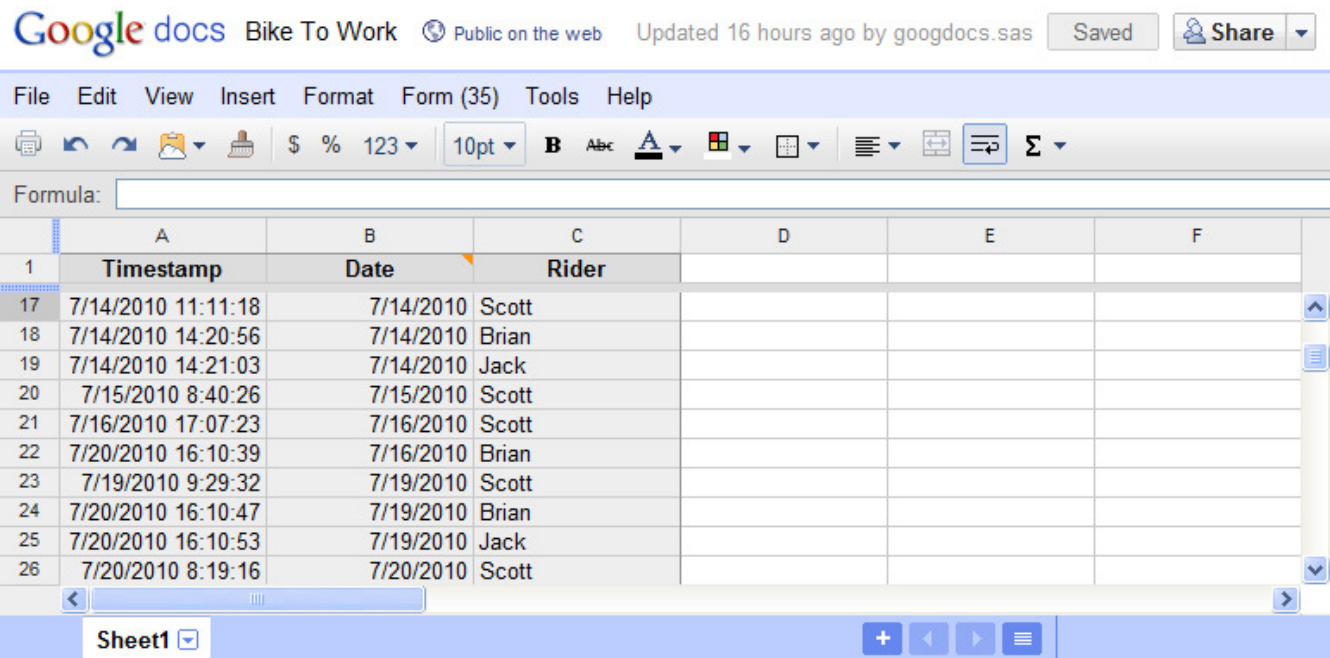 Google docs Bike To Work Public on the web Updated 16 hours ago by googdocs.sas Saved Share
File Edit View Insert Format Form (35) Tools Help
$ % 123 10pt B Abc A Σ
Formula:
A B C D E F
1 Timestamp Date Rider
17 7/14/2010 11:11:18 7/14/2010 Scott
18 7/14/2010 14:20:56 7/14/2010 Brian
19 7/14/2010 14:21:03 7/14/2010 Jack
20 7/15/2010 8:40:26 7/15/2010 Scott
21 7/16/2010 17:07:23 7/16/2010 Scott
22 7/20/2010 16:10:39 7/16/2010 Brian
23 7/19/2010 9:29:32 7/19/2010 Scott
24 7/20/2010 16:10:47 7/19/2010 Brian
25 7/20/2010 16:10:53 7/19/2010 Jack
26 7/20/2010 8:19:16 7/20/2010 Scott
Sheet1 +